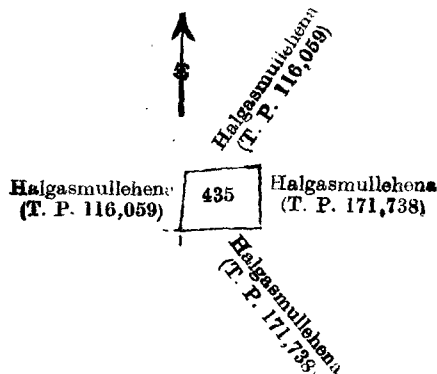 Halgasmullehena
(T. P. 116,059)
Halgasmullehena
(T. P. 116,059)
435
Halgasmullehena
(T. P. 171,738)
Halgasmullehena
(T. P. 171,738)